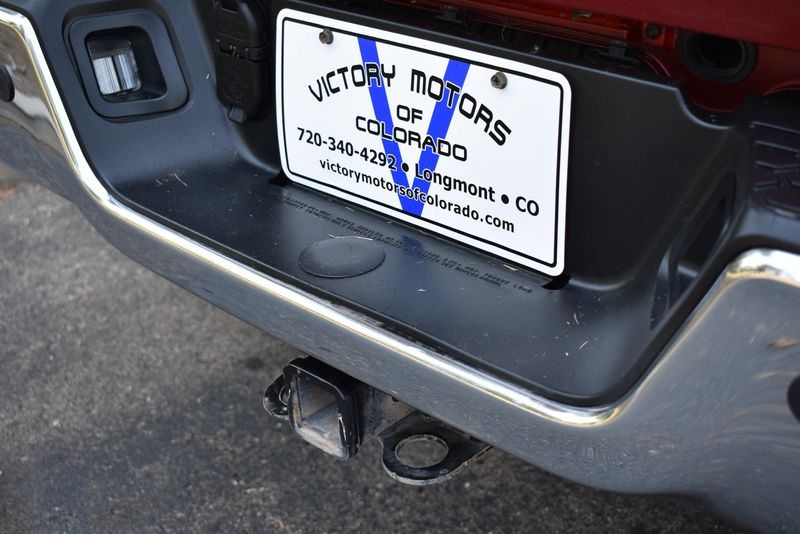 VICTORY MOTORS
OF
COLORADO
720-340-4292 • Longmont • CO
victorymotorsofcolorado.com